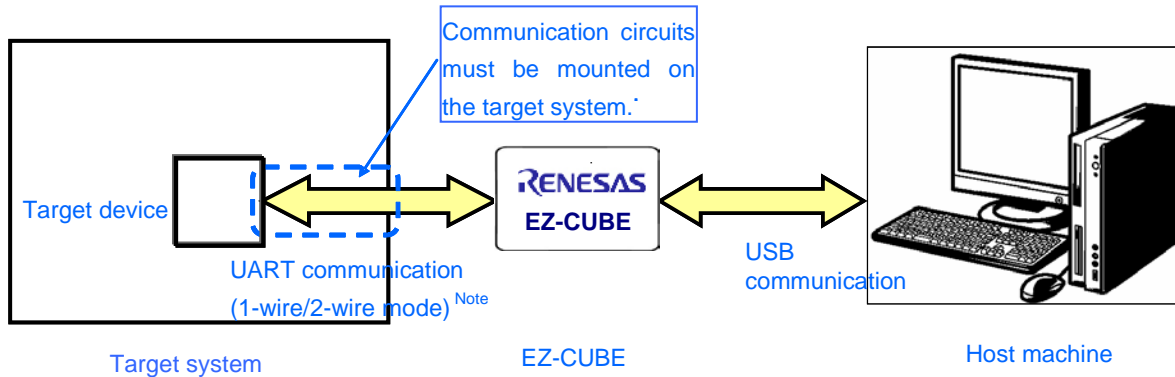 Communication circuits
must be mounted on
the target system.
Target device
RENESAS
EZ-CUBE
UART communication
(1-wire/2-wire mode) Note
USB
communication
Target system
EZ-CUBE
Host machine